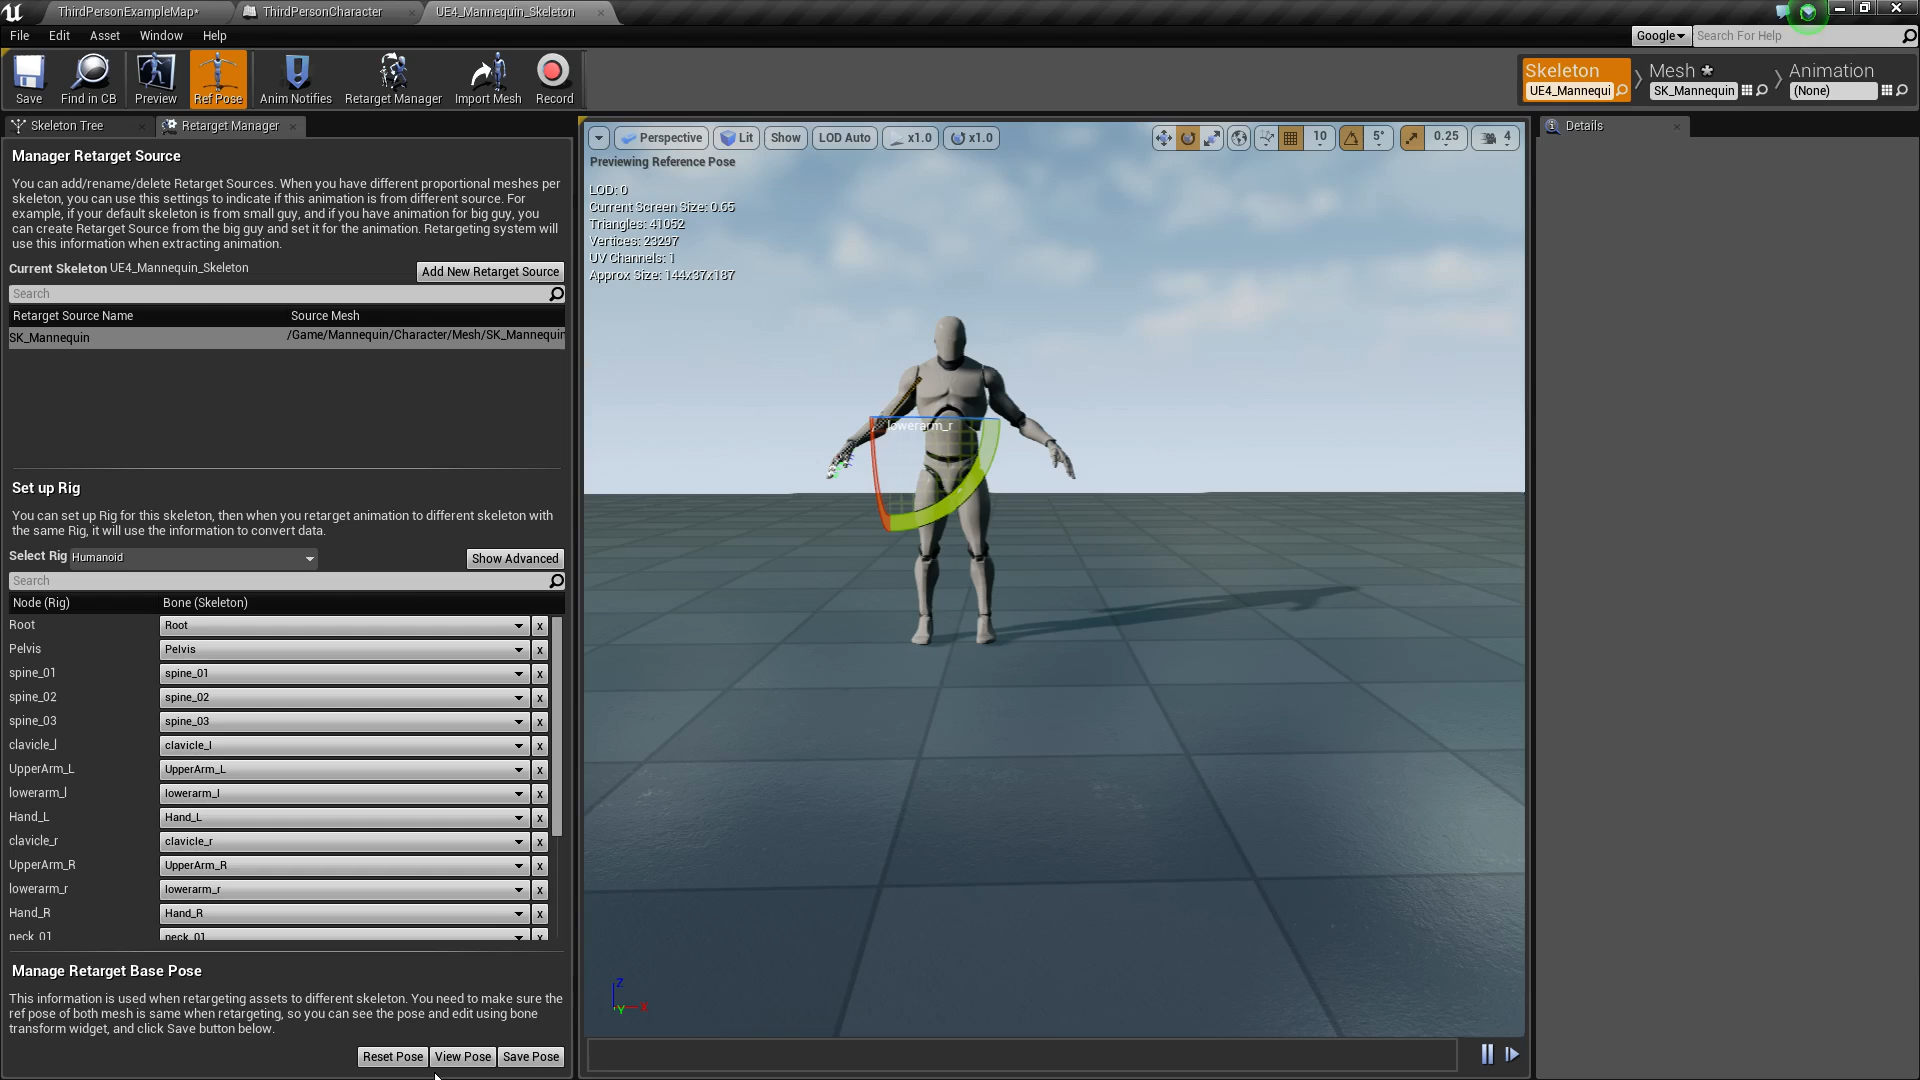 ThirdPersonExampleMap*
ThirdPersonCharacter
UE4_Mannequin_Skeleton
File Edit Asset Window Help
Google
Search For Help
Save
Find in CB
Preview
Ref Pose
Anim Notifies
Retarget Manager
Import Mesh
Record
Skeleton
UE4_Mannequi
Mesh *
SK_Mannequin
Animation
(None)
Skeleton Tree
Retarget Manager
Manager Retarget Source
You can add/rename/delete Retarget Sources. When you have different proportional meshes per
skeleton, you can use this settings to indicate if this animation is from different source. For
example, if your default skeleton is from small guy, and if you have animation for big guy, you
can create Retarget Source from the big guy and set it for the animation. Retargeting system will
use this information when extracting animation.
Current Skeleton UE4_Mannequin_Skeleton
Add New Retarget Source
Search
Retarget Source Name Source Mesh
SK_Mannequin /Game/Mannequin/Character/Mesh/SK_Mannequin
Set up Rig
You can set up Rig for this skeleton, then when you retarget animation to different skeleton with
the same Rig, it will use the information to convert data.
Select Rig Humanoid
Show Advanced
Search
Node (Rig) Bone (Skeleton)
Root Root x
Pelvis Pelvis x
spine_01 spine_01 x
spine_02 spine_02 x
spine_03 spine_03 x
clavicle_l clavicle_l x
UpperArm_L UpperArm_L x
lowerarm_l lowerarm_l x
Hand_L Hand_L x
clavicle_r clavicle_r x
UpperArm_R UpperArm_R x
lowerarm_r lowerarm_r x
Hand_R Hand_R x
neck_01 neck_01 x
Manage Retarget Base Pose
This information is used when retargeting assets to different skeleton. You need to make sure the
ref pose of both mesh is same when retargeting, so you can see the pose and edit using bone
transform widget, and click Save button below.
Reset Pose View Pose Save Pose
Perspective Lit Show LOD Auto x1.0 x1.0
10 5° 0.25 4
Previewing Reference Pose
LOD: 0
Current Screen Size: 0.65
Triangles: 41052
Vertices: 23297
UV Channels: 1
Approx Size: 144x37x187
lowerarm_r
Z
Y X
Details